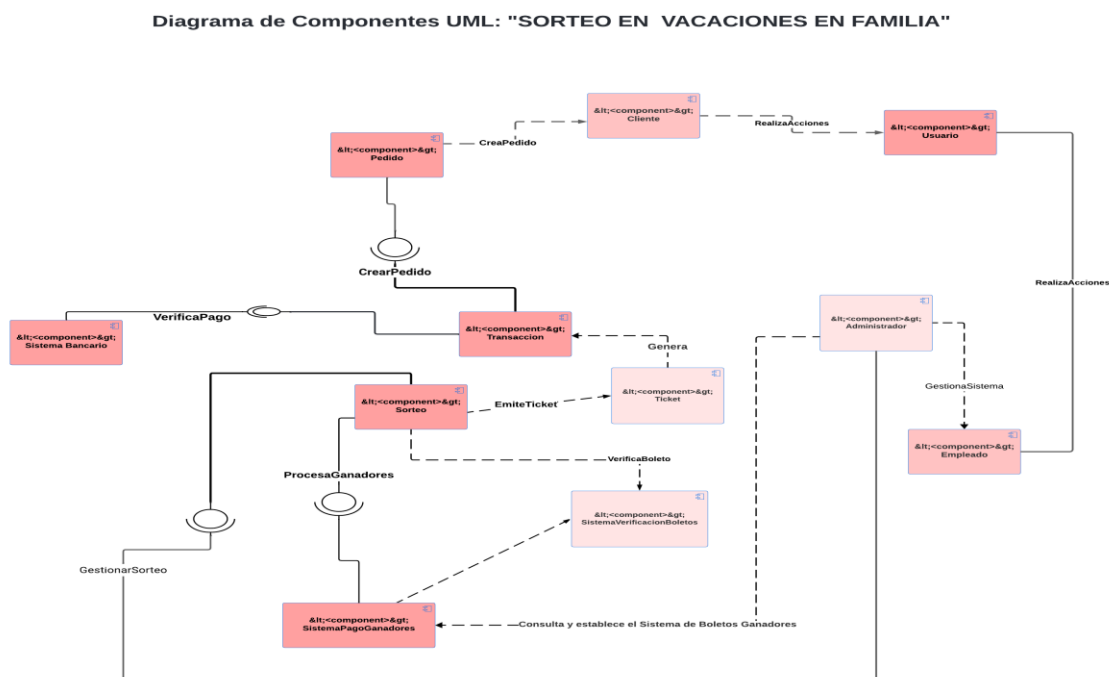 Diagrama de Componentes UML: "SORTEO EN  VACACIONES EN FAMILIA"
&lt;<component>&gt;
Cliente
RealizaAcciones
&lt;<component>&gt;
Usuario
&lt;<component>&gt;
Pedido
CreaPedido
CrearPedido
RealizaAcciones
VerificaPago
&lt;<component>&gt;
Sistema Bancario
&lt;<component>&gt;
Transaccion
&lt;<component>&gt;
Administrador
Genera
&lt;<component>&gt;
Ticket
GestionaSistema
&lt;<component>&gt;
Sorteo
EmiteTicket
&lt;<component>&gt;
Empleado
VerificaBoleto
ProcesaGanadores
&lt;<component>&gt;
SistemaVerificacionBoletos
GestionarSorteo
&lt;<component>&gt;
SistemaPagoGanadores
Consulta y establece el Sistema de Boletos Ganadores